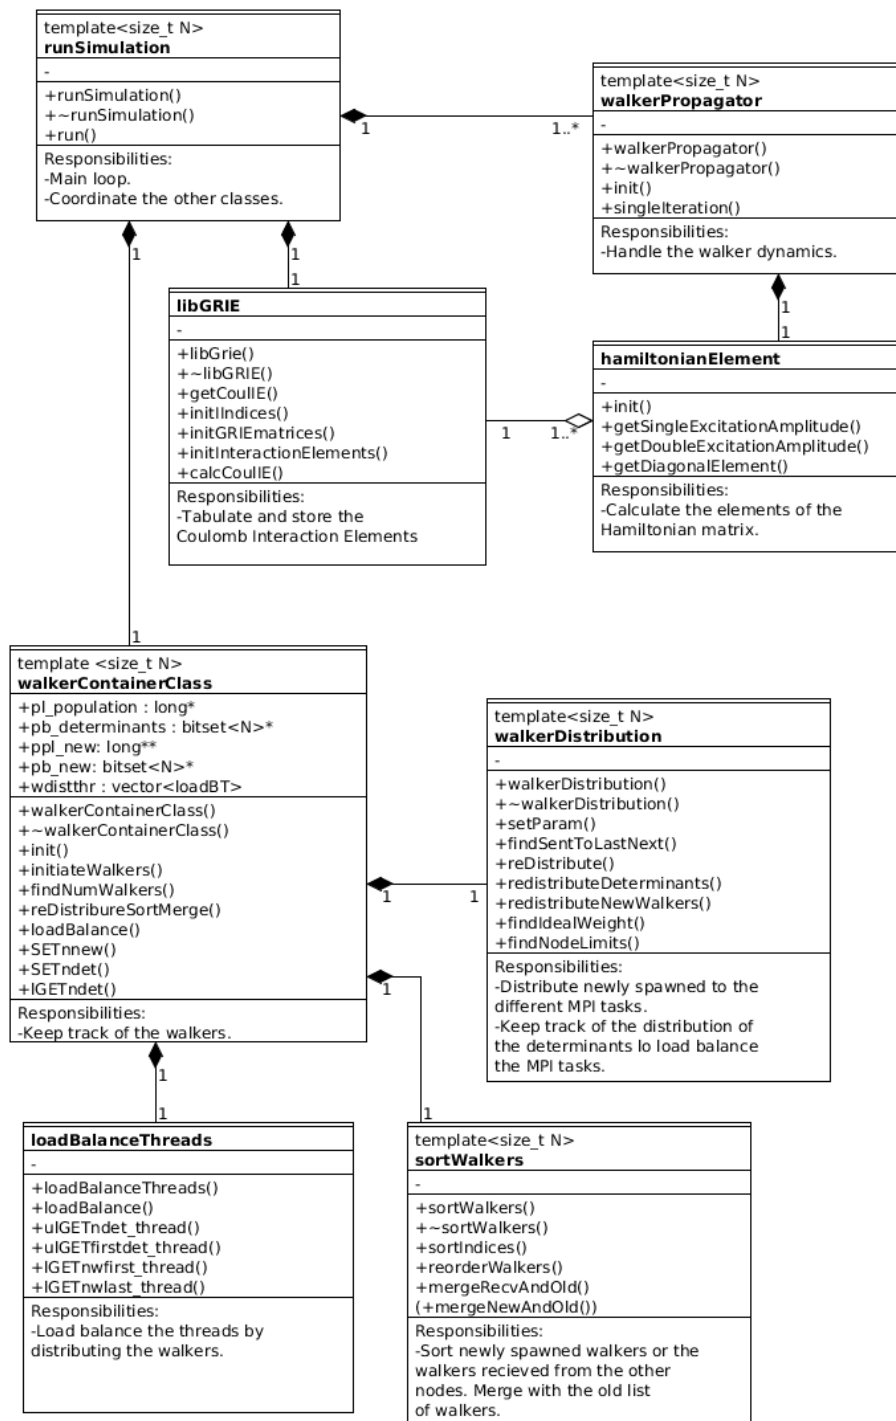 template<size_t N>
runSimulation
-
+runSimulation()
+~runSimulation()
+run()
Responsibilities:
-Main loop.
-Coordinate the other classes.
1
1..*
template<size_t N>
walkerPropagator
-
+walkerPropagator()
+~walkerPropagator()
+init()
+singleIteration()
Responsibilities:
-Handle the walker dynamics.
1
1
1
1
1
libGRIE
-
+libGrie()
+~libGRIE()
+getCoulIE()
+initIIndices()
+initGRIEmatrices()
+initInteractionElements()
+calcCoulIE()
Responsibilities:
-Tabulate and store the
Coulomb Interaction Elements
1
1..*
hamiltonianElement
-
+init()
+getSingleExcitationAmplitude()
+getDoubleExcitationAmplitude()
+getDiagonalElement()
Responsibilities:
-Calculate the elements of the
Hamiltonian matrix.
1
template <size_t N>
walkerContainerClass
+pl_population : long*
+pb_determinants : bitset<N>*
+ppl_new: long**
+pb_new: bitset<N>*
+wdistthr : vector<loadBT>
+walkerContainerClass()
+~walkerContainerClass()
+init()
+initiateWalkers()
+findNumWalkers()
+reDistribureSortMerge()
+loadBalance()
+SETnnew()
+SETndet()
+lGETndet()
Responsibilities:
-Keep track of the walkers.
1
1
template<size_t N>
walkerDistribution
-
+walkerDistribution()
+~walkerDistribution()
+setParam()
+findSentToLastNext()
+reDistribute()
+redistributeDeterminants()
+redistributeNewWalkers()
+findIdealWeight()
+findNodeLimits()
Responsibilities:
-Distribute newly spawned to the
different MPI tasks.
-Keep track of the distribution of
the determinants lo load balance
the MPI tasks.
1
1
1
1
loadBalanceThreads
-
+loadBalanceThreads()
+loadBalance()
+ulGETndet_thread()
+ulGETfirstdet_thread()
+lGETnwfirst_thread()
+lGETnwlast_thread()
Responsibilities:
-Load balance the threads by
distributing the walkers.
template<size_t N>
sortWalkers
-
+sortWalkers()
+~sortWalkers()
+sortIndices()
+reorderWalkers()
+mergeRecvAndOld()
(+mergeNewAndOld())
Responsibilities:
-Sort newly spawned walkers or the
walkers recieved from the other
nodes. Merge with the old list
of walkers.